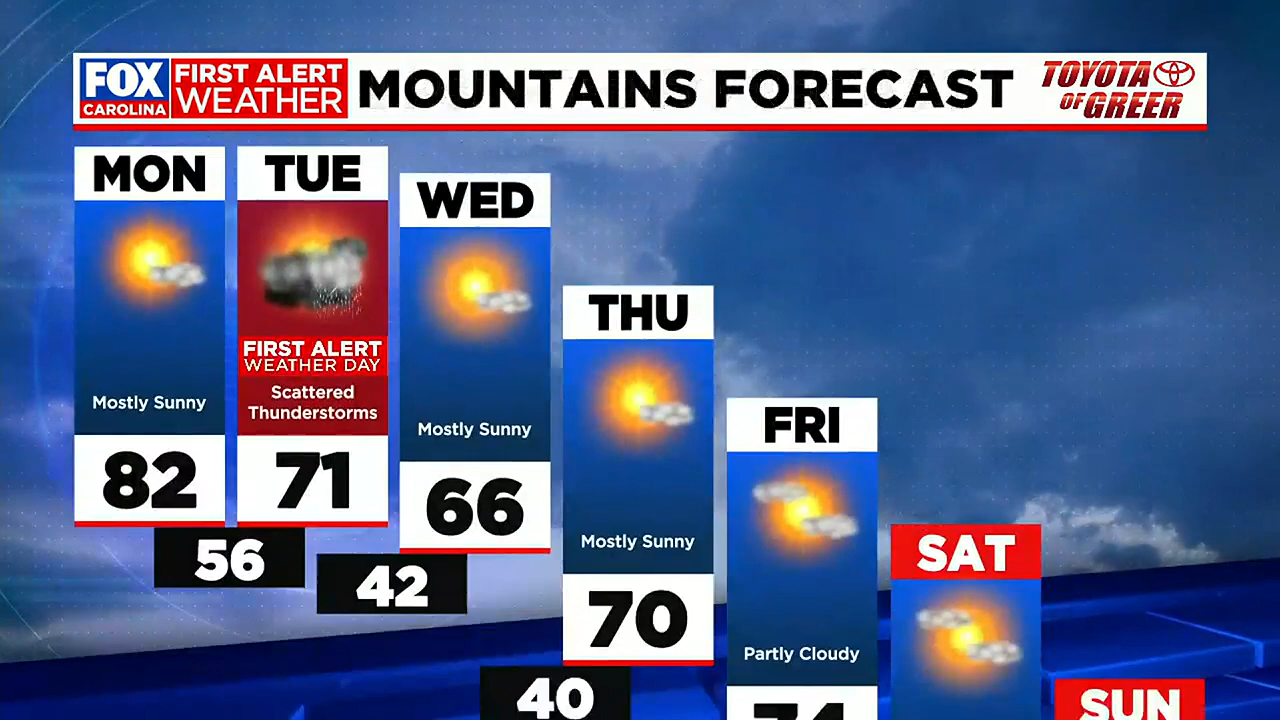 FOX
CAROLINA
FIRST ALERT
WEATHER
MOUNTAINS FORECAST
TOYOTA
OF GREER
MON
Mostly Sunny
82
TUE
FIRST ALERT
WEATHER DAY
Scattered
Thunderstorms
71
WED
Mostly Sunny
66
THU
Mostly Sunny
70
FRI
Partly Cloudy
74
SAT
SUN
56
42
40